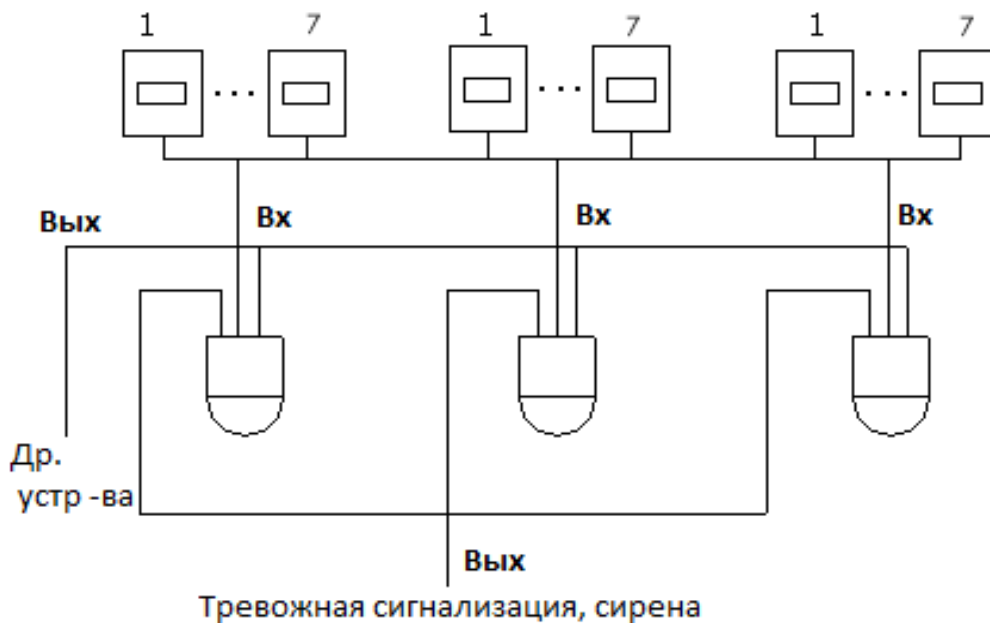 1 ... 7 1 ... 7 1 ... 7
Вых Вх Вх Вх
Др.
устр -ва
Вых
Тревожная сигнализация, сирена